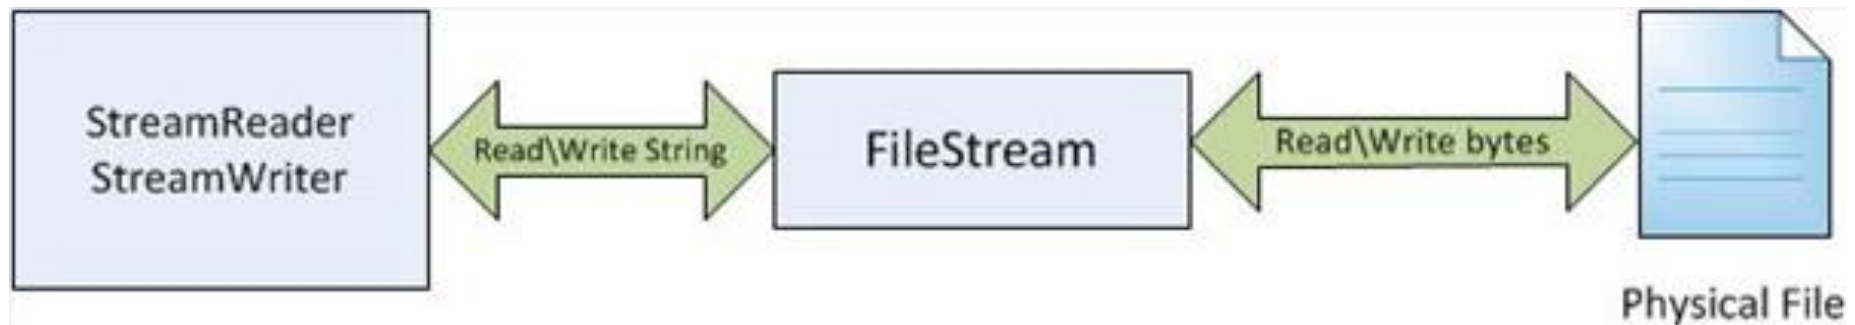 StreamReader
StreamWriter
Read\Write String
FileStream
Read\Write bytes
Physical File